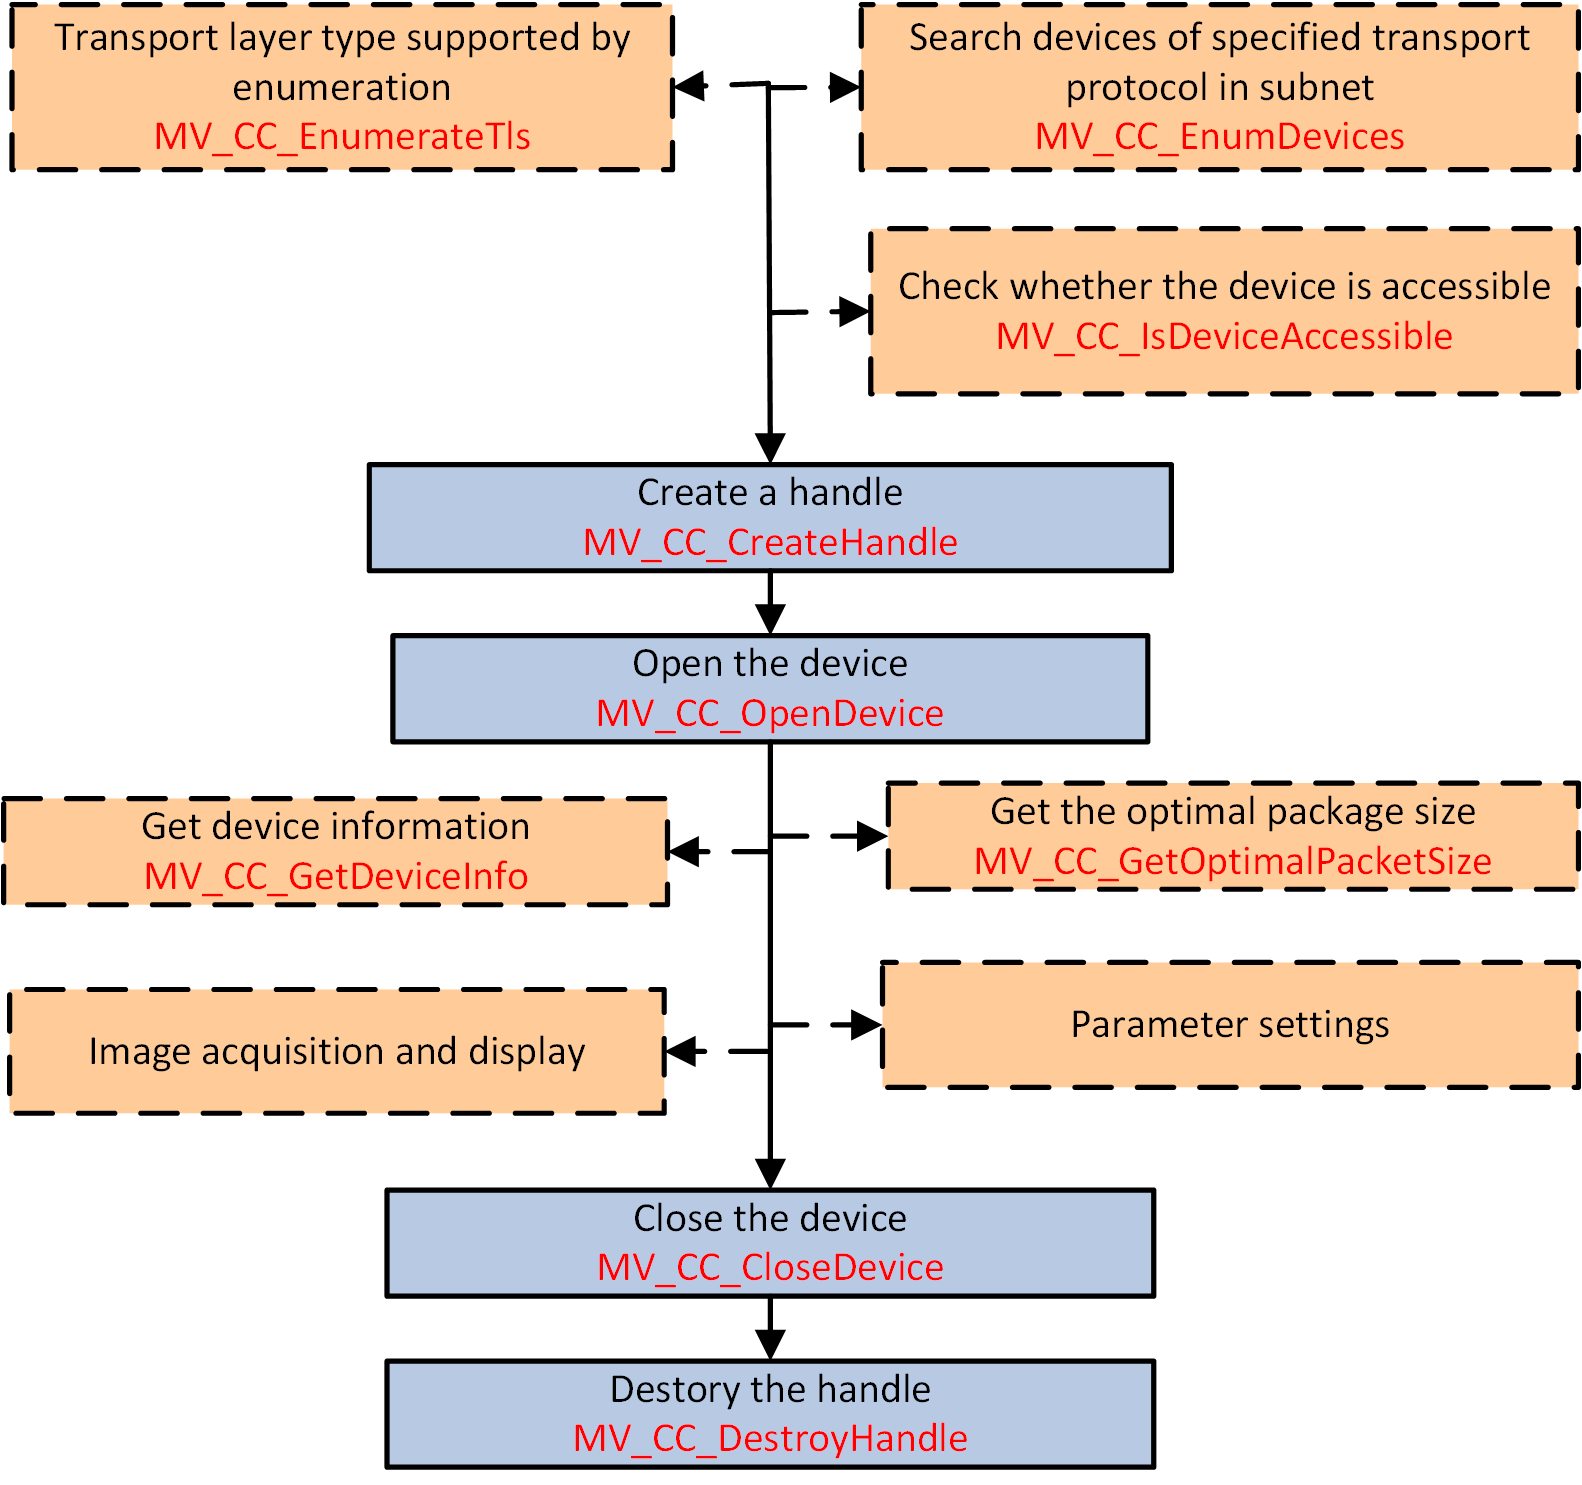 Transport layer type supported by
enumeration
MV_CC_EnumerateTls
Search devices of specified transport
protocol in subnet
MV_CC_EnumDevices
Check whether the device is accessible
MV_CC_IsDeviceAccessible
Create a handle
MV_CC_CreateHandle
Open the device
MV_CC_OpenDevice
Get device information
MV_CC_GetDeviceInfo
Get the optimal package size
MV_CC_GetOptimalPacketSize
Image acquisition and display
Parameter settings
Close the device
MV_CC_CloseDevice
Destory the handle
MV_CC_DestroyHandle